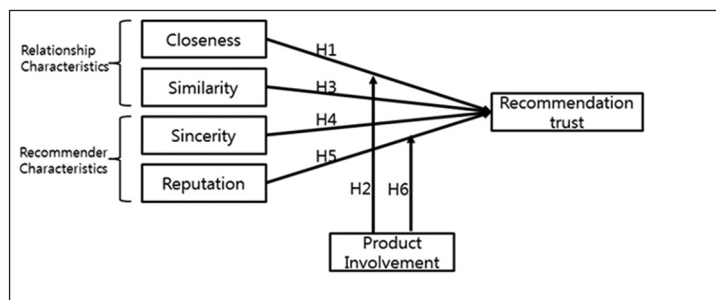 Closeness
Relationship
Characteristics
H1
Similarity
H3
Recommendation
trust
Sincerity
H4
Recommender
Characteristics
H5
Reputation
H2
H6
Product
Involvement